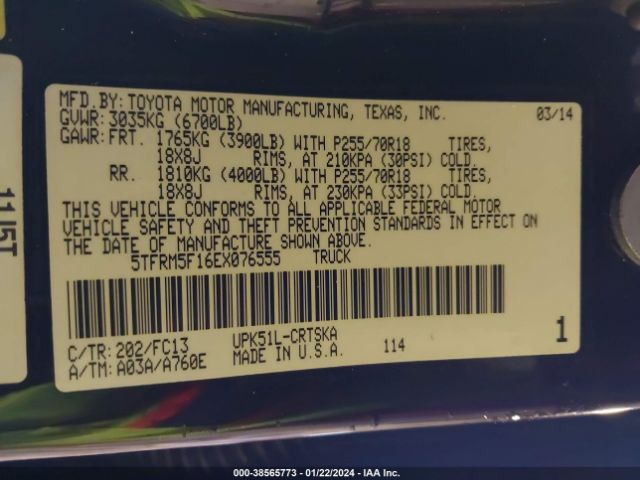 MFD.BY:TOYOTA MOTOR MANUFACTURING, TEXAS, INC. 03/14
GVWR: 3035KG (6700LB)
GAWR:FRT. 1765KG (3900LB) WITH P255/70R18 TIRES,
18X8J RIMS, AT 210KPA (30PSI) COLD.
RR. 1810KG (4000LB) WITH P255/70R18 TIRES,
18X8J RIMS, AT 230KPA (33PSI) COLD.
THIS VEHICLE CONFORMS TO ALL APPLICABLE FEDERAL MOTOR
VEHICLE SAFETY AND THEFT PREVENTION STANDARDS IN EFFECT ON
THE DATE OF MANUFACTURE SHOWN ABOVE.
5TFRM5F16EX076555 TRUCK
C/TR:202/FC13 UPK51L-CRTSKA 1
A/TM:A03A/A760E MADE IN U.S.A. 114
11J5T
000-38565773 - 01/22/2024 - IAA Inc.